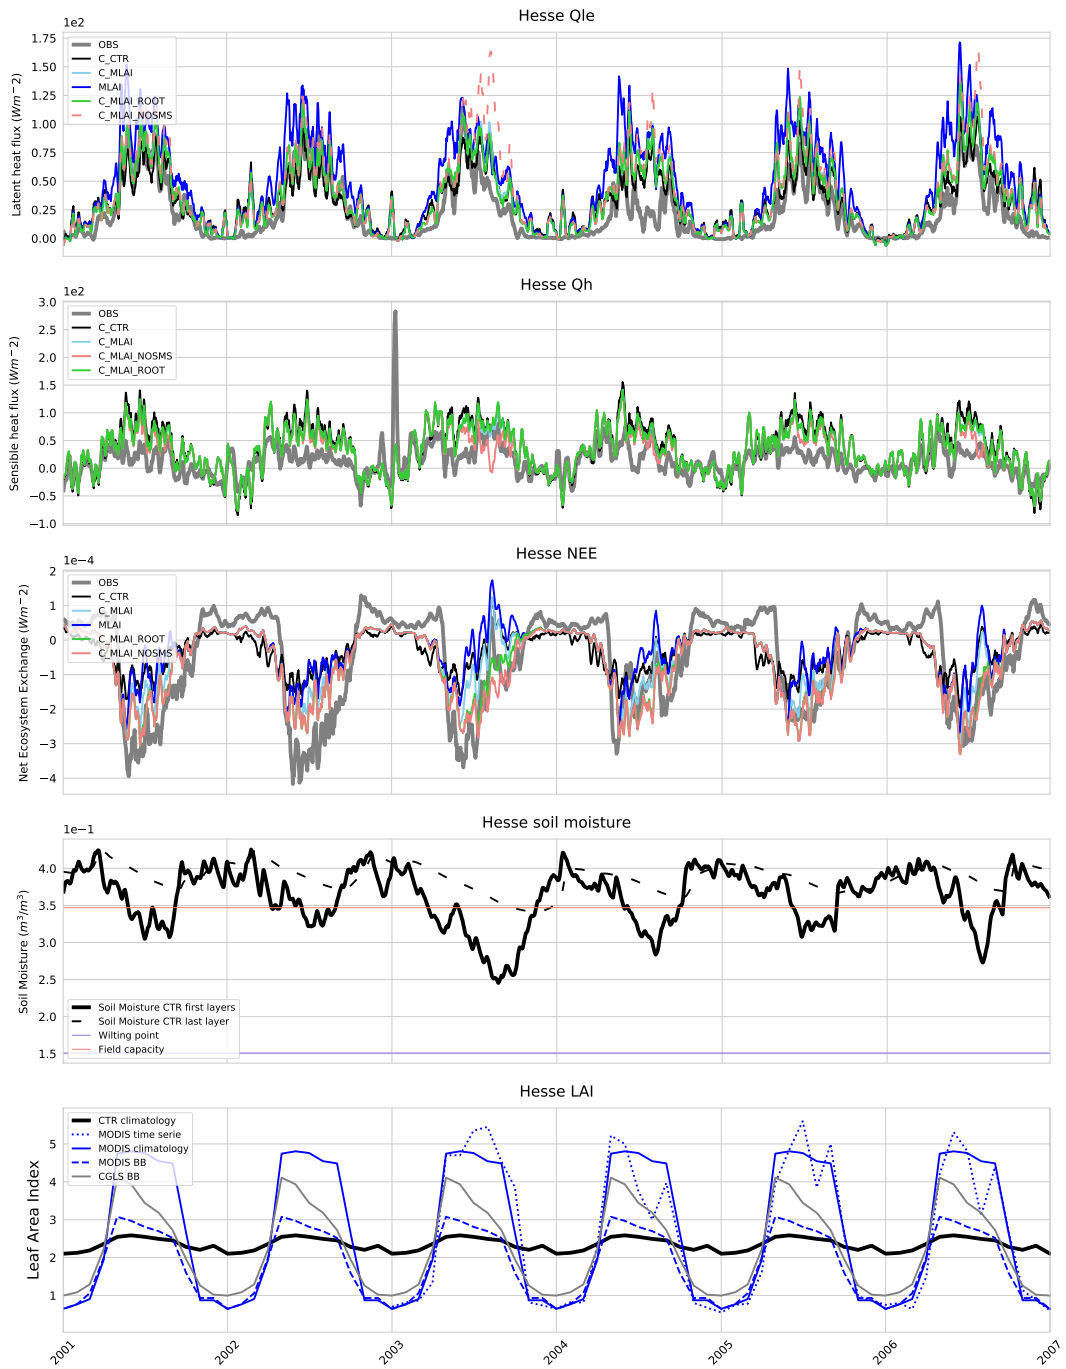 Hesse Qle
1e2
1.75
1.50
1.25
1.00
0.75
0.50
0.25
0.00
Latent heat flux (Wm−2)
OBS
C_CTR
C_MLAI
MLAI
C_MLAI_ROOT
C_MLAI_NOSMS
Hesse Qh
1e2
3.0
2.5
2.0
1.5
1.0
0.5
0.0
−0.5
−1.0
Sensible heat flux (Wm−2)
OBS
C_CTR
C_MLAI
C_MLAI_NOSMS
C_MLAI_ROOT
Hesse NEE
1e−4
2
1
0
−1
−2
−3
−4
Net Ecosystem Exchange (Wm−2)
OBS
C_CTR
C_MLAI
MLAI
C_MLAI_ROOT
C_MLAI_NOSMS
Hesse soil moisture
1e−1
4.0
3.5
3.0
2.5
2.0
1.5
Soil Moisture (m³/m³)
Soil Moisture CTR first layers
Soil Moisture CTR last layer
Wilting point
Field capacity
Hesse LAI
5
4
3
2
1
Leaf Area Index
CTR climatology
MODIS time serie
MODIS climatology
MODIS BB
CGLS BB
2001
2002
2003
2004
2005
2006
2007